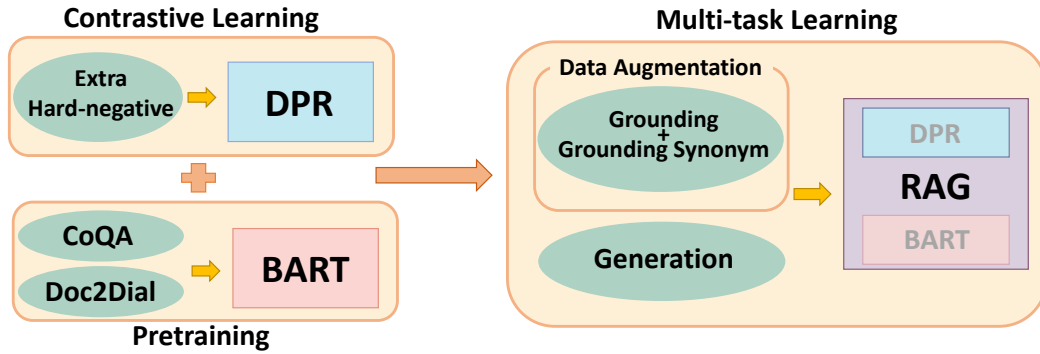 Contrastive Learning
Extra
Hard-negative
DPR
CoQA
Doc2Dial
BART
Pretraining
Multi-task Learning
Data Augmentation
Grounding
+
Grounding Synonym
Generation
DPR
RAG
BART